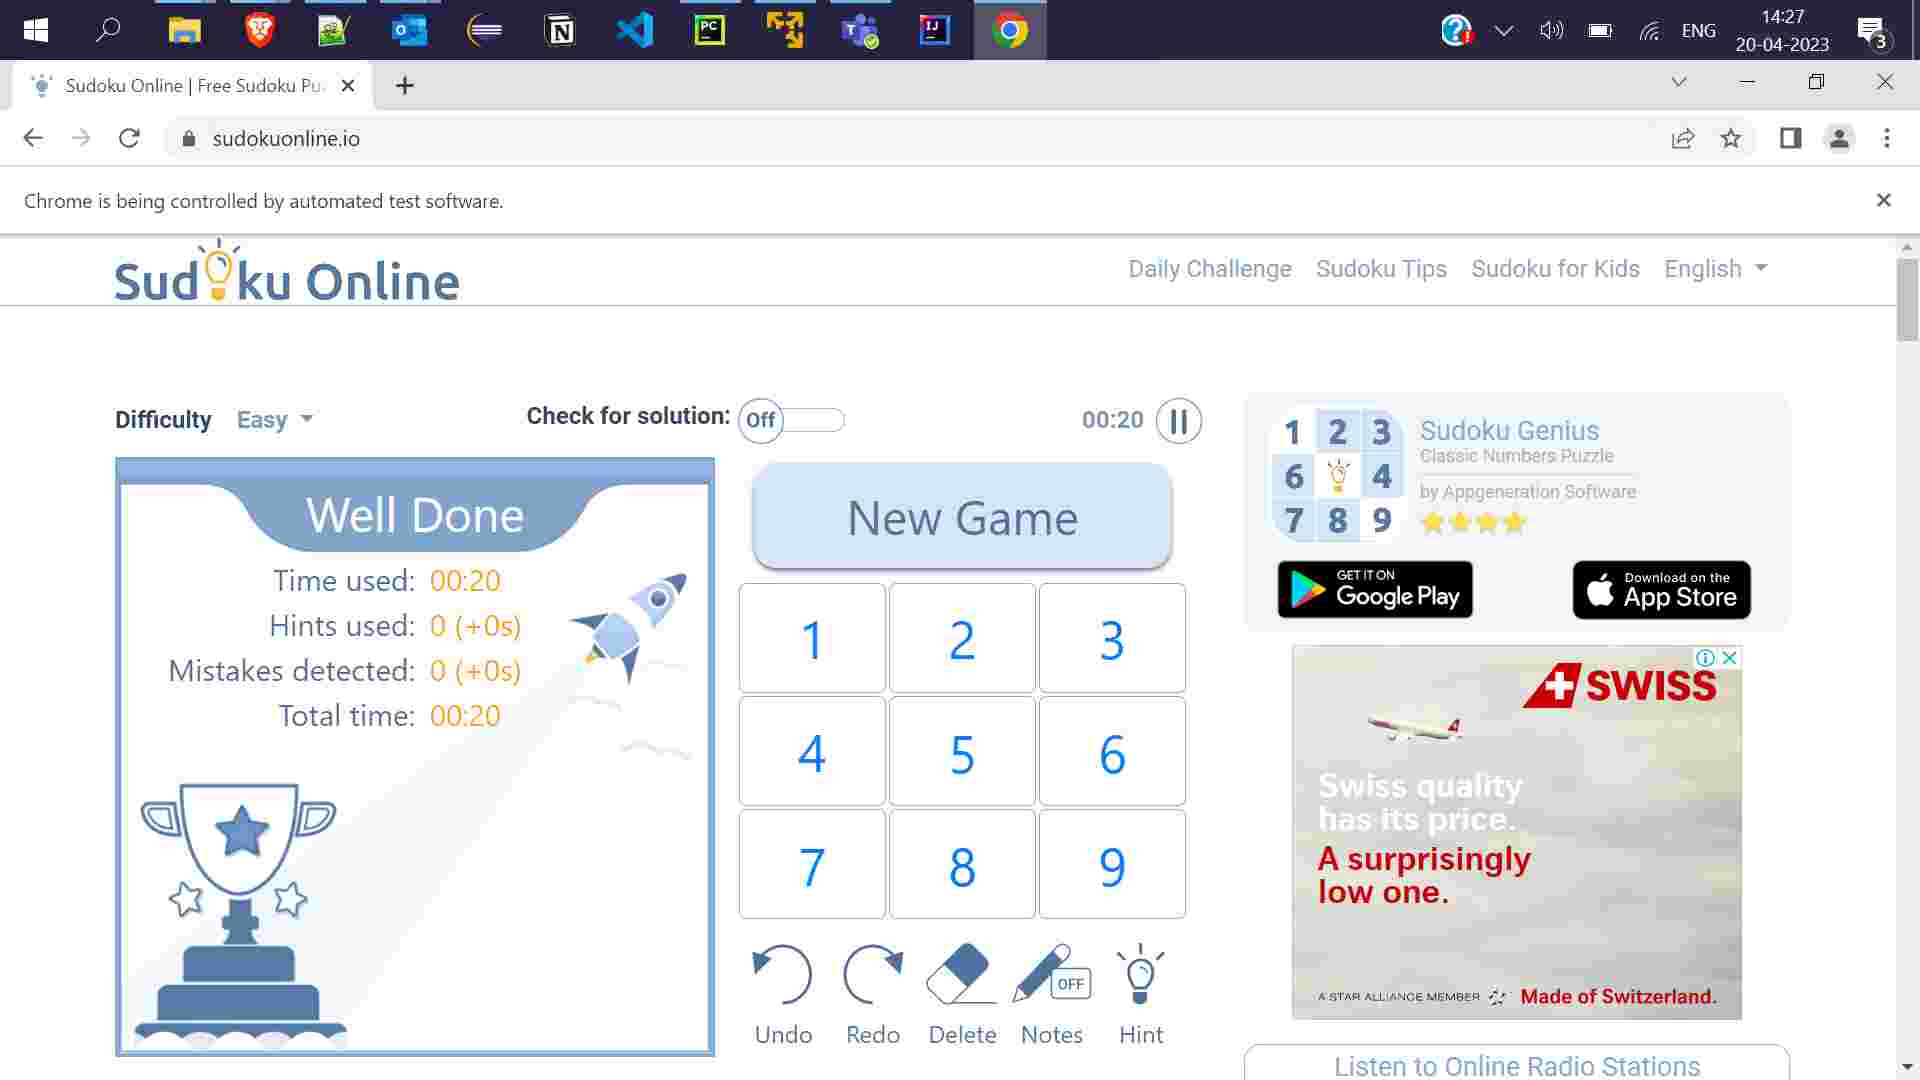 PC
IJ
ENG
14:27
20-04-2023
3
Sudoku Online | Free Sudoku Pu
sudokuonline.io
Chrome is being controlled by automated test software.
Sudoku Online
Daily Challenge
Sudoku Tips
Sudoku for Kids
English
Difficulty
Easy
Check for solution:
Off
00:20
Well Done
Time used: 00:20
Hints used: 0 (+0s)
Mistakes detected: 0 (+0s)
Total time: 00:20
New Game
1 2 3
4 5 6
7 8 9
Undo
Redo
Delete
OFF
Notes
Hint
1 2 3
6 4
7 8 9
Sudoku Genius
Classic Numbers Puzzle
by Appgeneration Software
GET IT ON
Google Play
Download on the
App Store
SWISS
Swiss quality
has its price.
A surprisingly
low one.
A STAR ALLIANCE MEMBER
Made of Switzerland.
Listen to Online Radio Stations